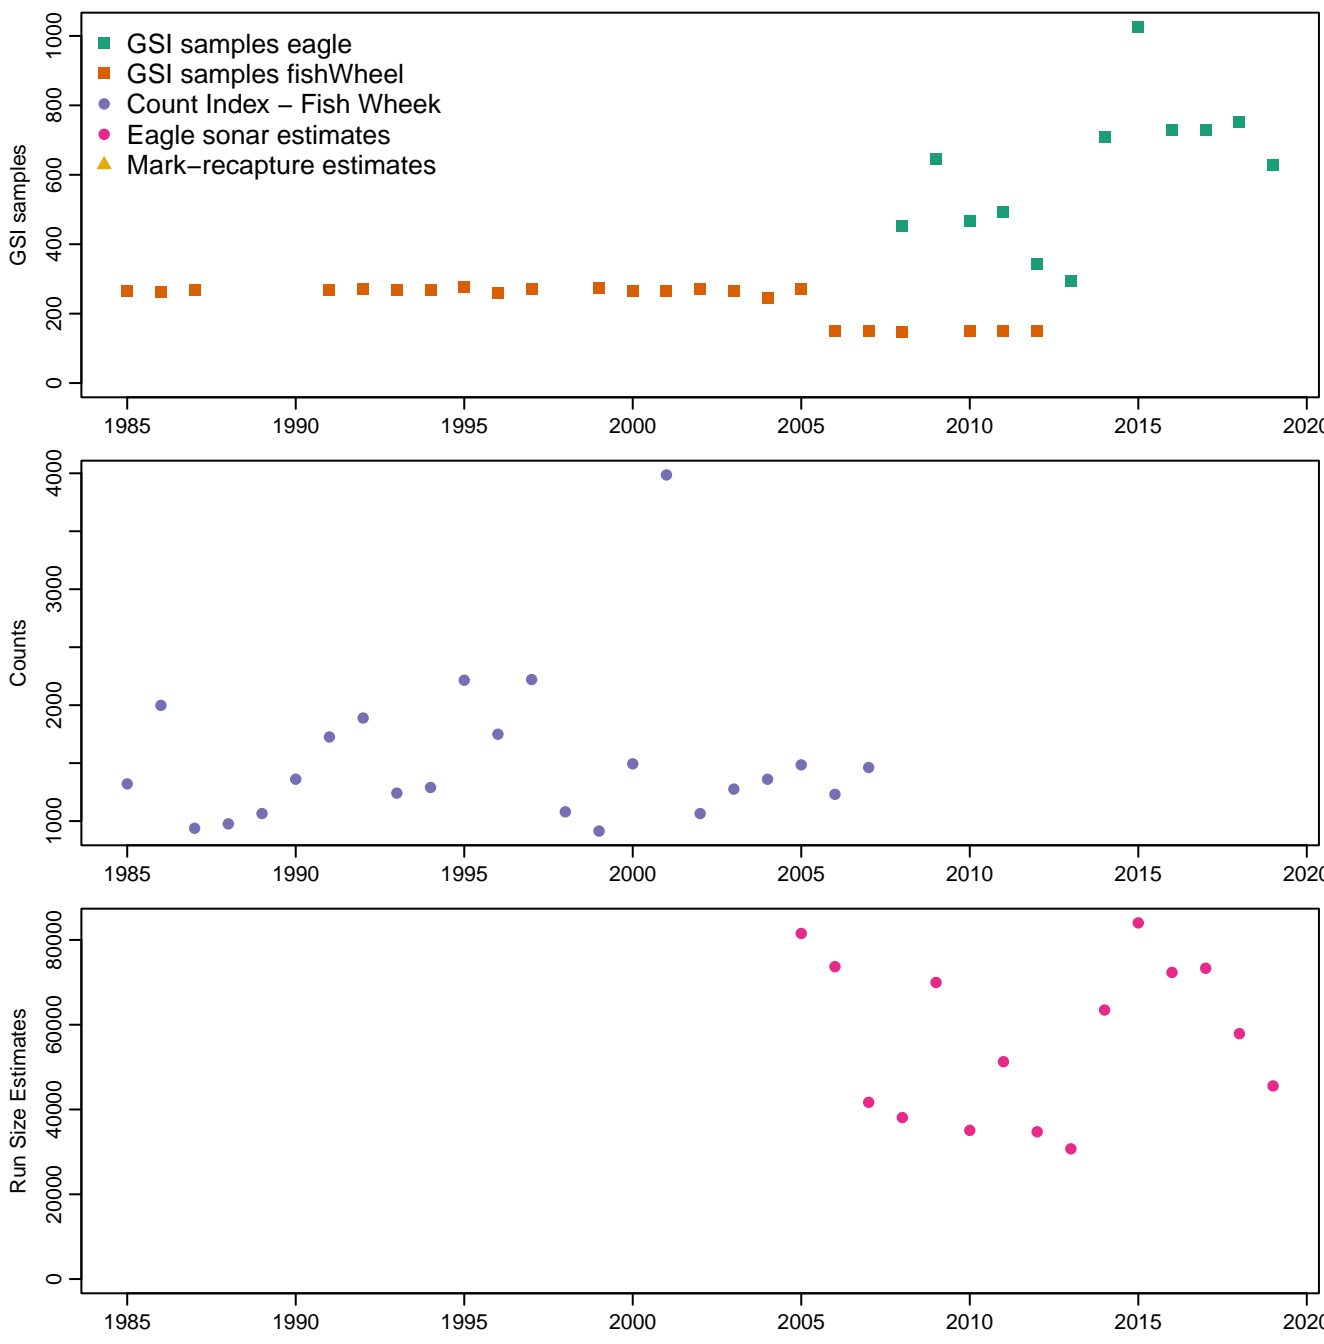 GSI samples
0 200 400 600 800 1000
GSI samples eagle
GSI samples fishWheel
Count Index − Fish Wheek
Eagle sonar estimates
Mark−recapture estimates
1985 1990 1995 2000 2005 2010 2015 2020
Counts
1000 2000 3000 4000
1985 1990 1995 2000 2005 2010 2015 2020
Run Size Estimates
0 20000 40000 60000 80000
1985 1990 1995 2000 2005 2010 2015 2020